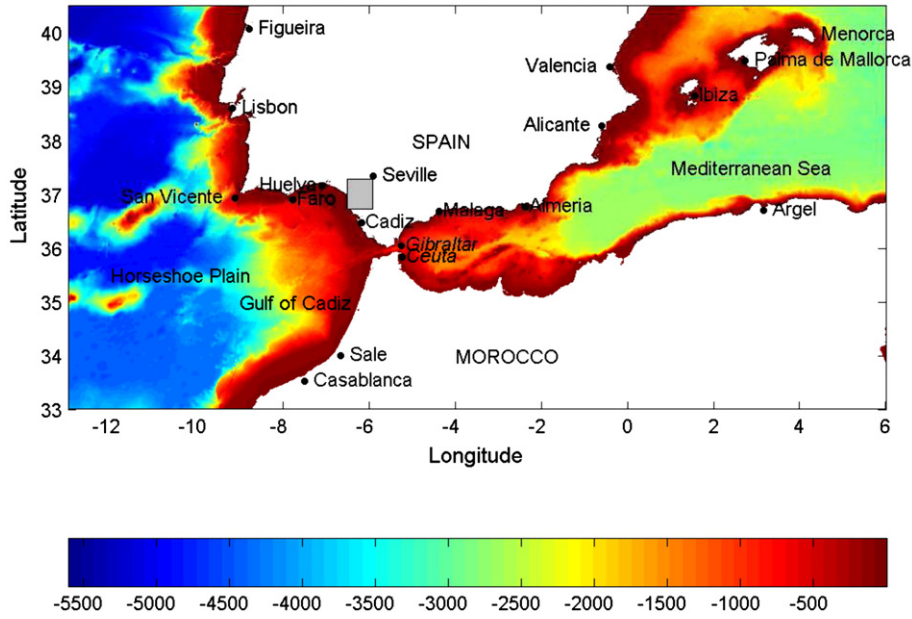 40
39
38
37
36
35
34
33
Latitude
Figueira
Menorca
Valencia
Palma de Mallorca
Ibiza
Lisbon
Alicante
SPAIN
Seville
Mediterranean Sea
Huelva
San Vicente
Faro
Malaga
Almeria
Argel
Cadiz
Gibraltar
Ceuta
Horseshoe Plain
Gulf of Cadiz
Sale
MOROCCO
Casablanca
-12 -10 -8 -6 -4 -2 0 2 4 6
Longitude
-5500 -5000 -4500 -4000 -3500 -3000 -2500 -2000 -1500 -1000 -500